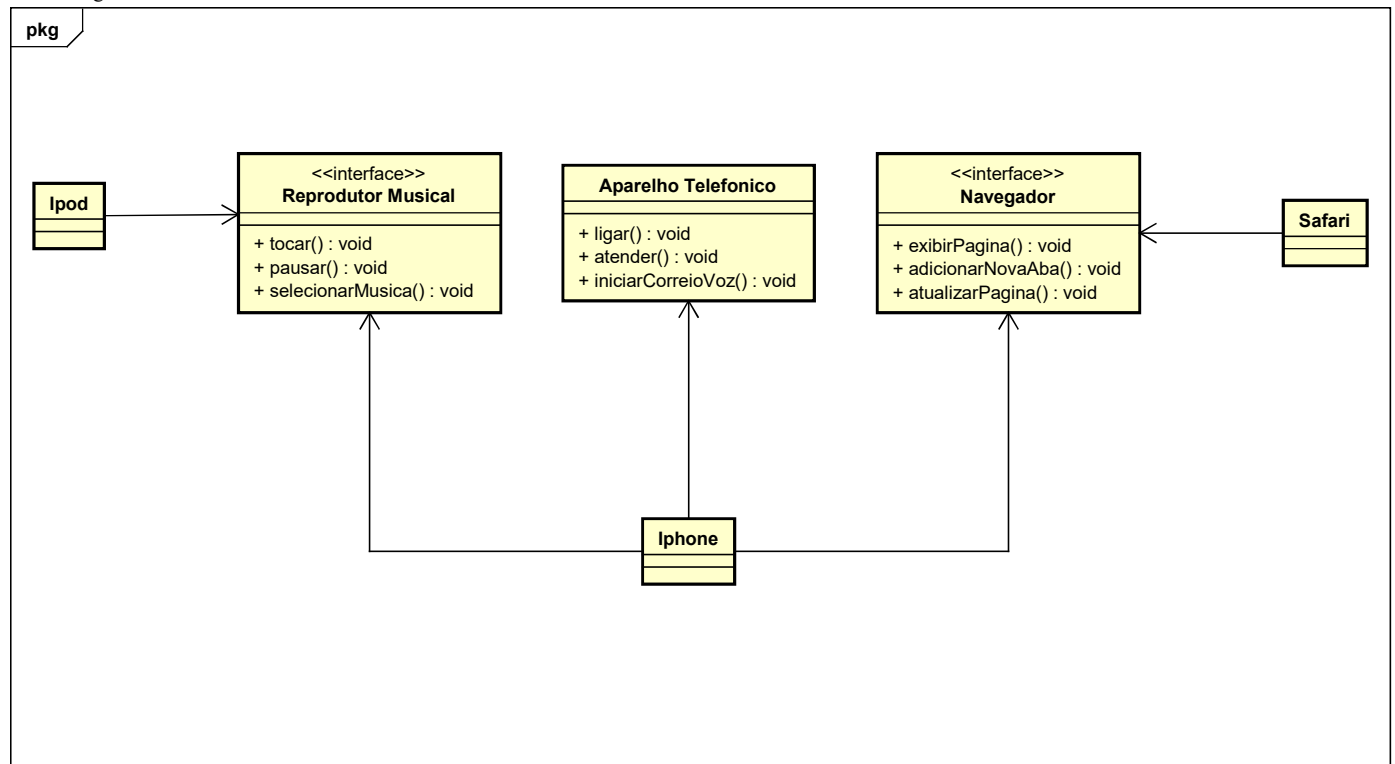 pkg
Ipod
<<interface>>
Reprodutor Musical
+ tocar() : void
+ pausar() : void
+ selecionarMusica() : void
Aparelho Telefonico
+ ligar() : void
+ atender() : void
+ iniciarCorreioVoz() : void
<<interface>>
Navegador
+ exibirPagina() : void
+ adicionarNovaAba() : void
+ atualizarPagina() : void
Safari
Iphone